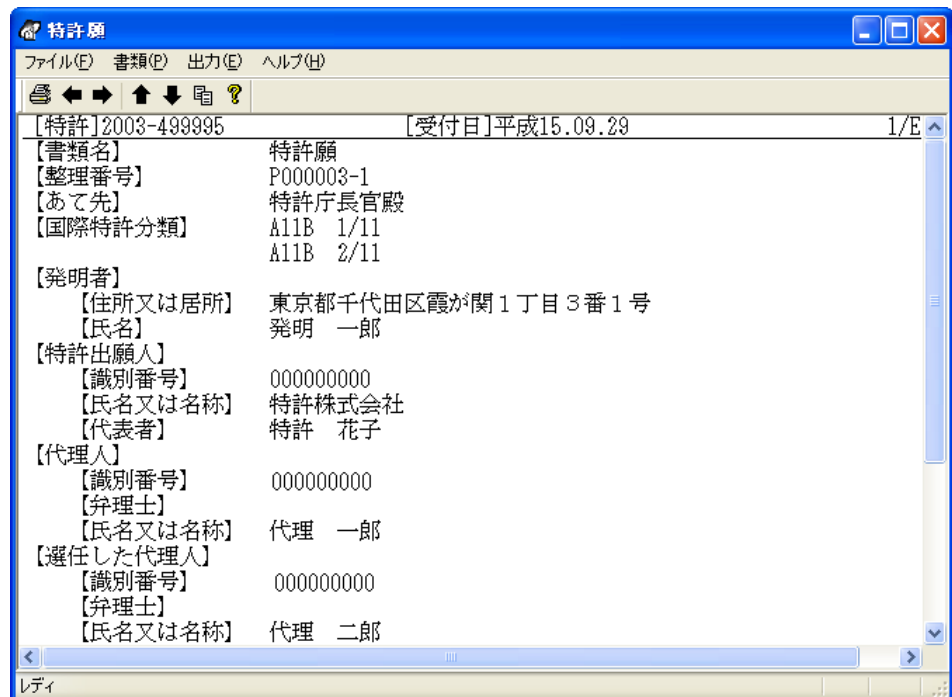 特許願
ファイル(F) 書類(P) 出力(E) ヘルプ(H)
[特許]2003-499995 [受付日]平成15.09.29 1/E
【書類名】 特許願
【整理番号】 P000003-1
【あて先】 特許庁長官殿
【国際特許分類】 A11B 1/11
A11B 2/11
【発明者】
【住所又は居所】 東京都千代田区霞が関1丁目3番1号
【氏名】 発明 一郎
【特許出願人】
【識別番号】 000000000
【氏名又は名称】 特許株式会社
【代表者】 特許 花子
【代理人】
【識別番号】 000000000
【弁理士】
【氏名又は名称】 代理 一郎
【選任した代理人】
【識別番号】 000000000
【弁理士】
【氏名又は名称】 代理 二郎
レディ